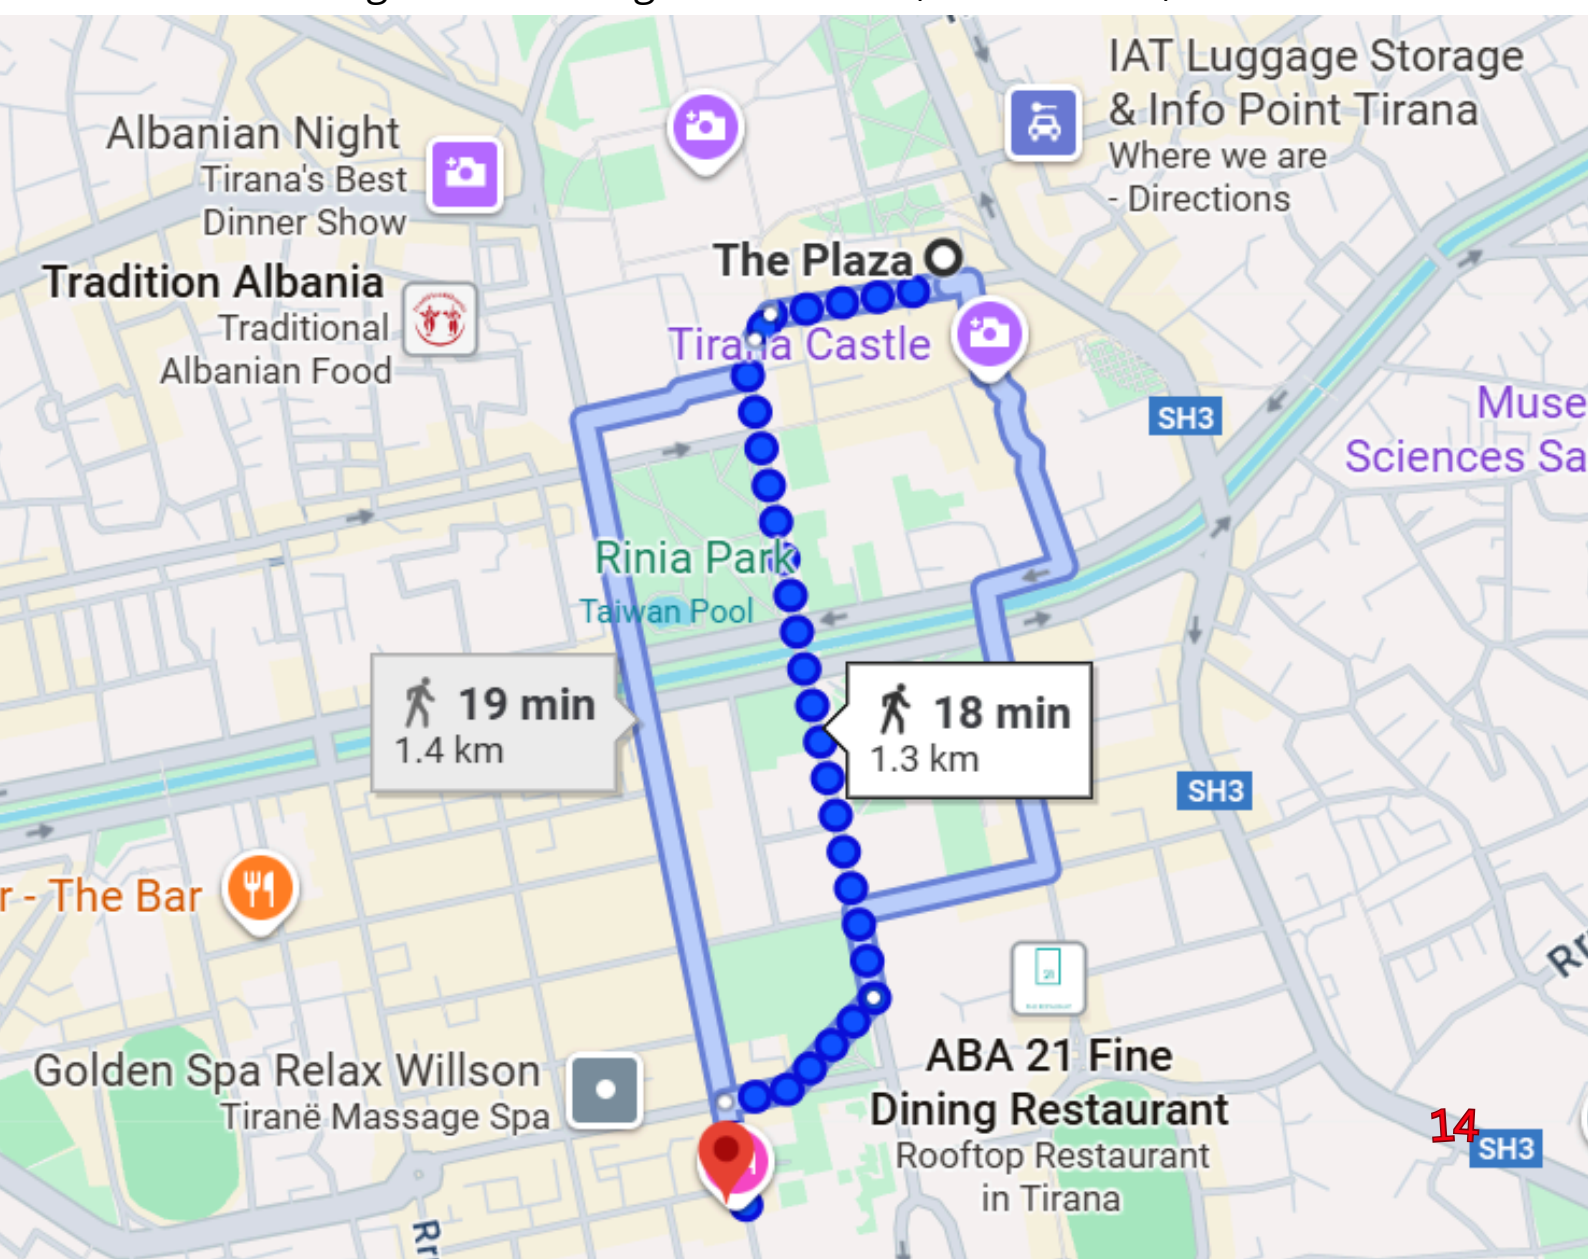 IAT Luggage Storage
& Info Point Tirana
Where we are
- Directions
Albanian Night
Tirana's Best
Dinner Show
The Plaza
Tradition Albania
Traditional
Albanian Food
Tirana Castle
SH3
Muse
Sciences Sa
Rinia Park
Taiwan Pool
19 min
1.4 km
18 min
1.3 km
SH3
r - The Bar
Rr
ABA 21 Fine
Dining Restaurant
Rooftop Restaurant
in Tirana
Golden Spa Relax Willson
Tiranë Massage Spa
14
SH3
Rr